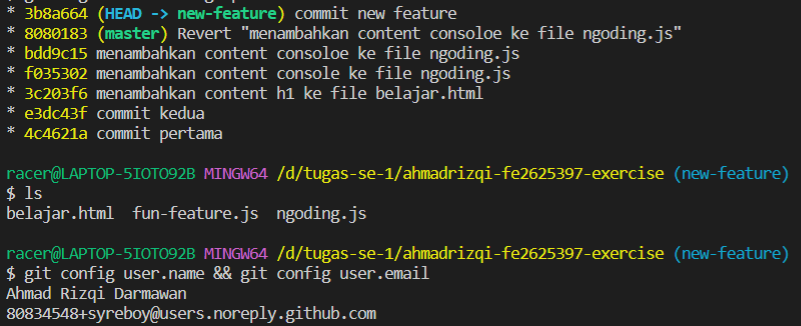 * 3b8a664 (HEAD -> new-feature) commit new feature
* 8080183 (master) Revert "menambahkan content consoloe ke file ngoding.js"
* bdd9c15 menambahkan content consoloe ke file ngoding.js
* f035302 menambahkan content console ke file ngoding.js
* 3c203f6 menambahkan content h1 ke file belajar.html
* e3dc43f commit kedua
* 4c4621a commit pertama
racer@LAPTOP-5IOTO92B MINGW64 /d/tugas-se-1/ahmadrizqi-fe2625397-exercise (new-feature)
$ ls
belajar.html  fun-feature.js  ngoding.js
racer@LAPTOP-5IOTO92B MINGW64 /d/tugas-se-1/ahmadrizqi-fe2625397-exercise (new-feature)
$ git config user.name && git config user.email
Ahmad Rizqi Darmawan
80834548+syreboy@users.noreply.github.com